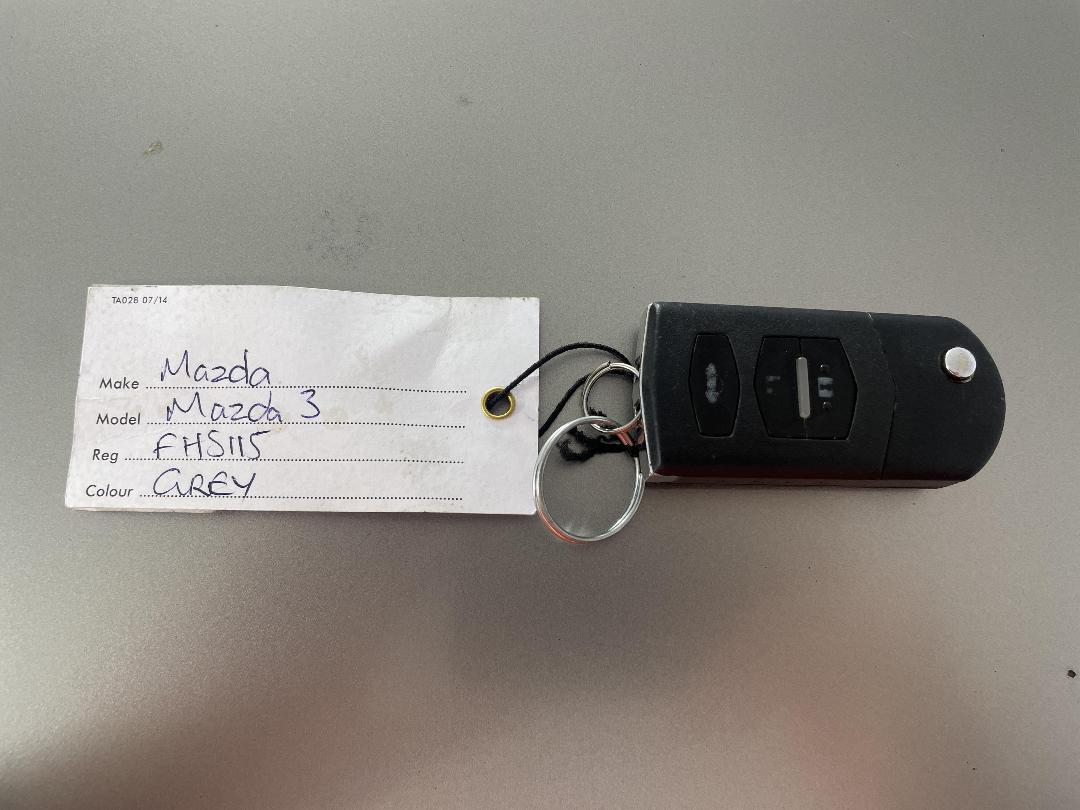 TA028 07/14
Make Mazda
Model Mazda 3
Reg FHS115
Colour GREY